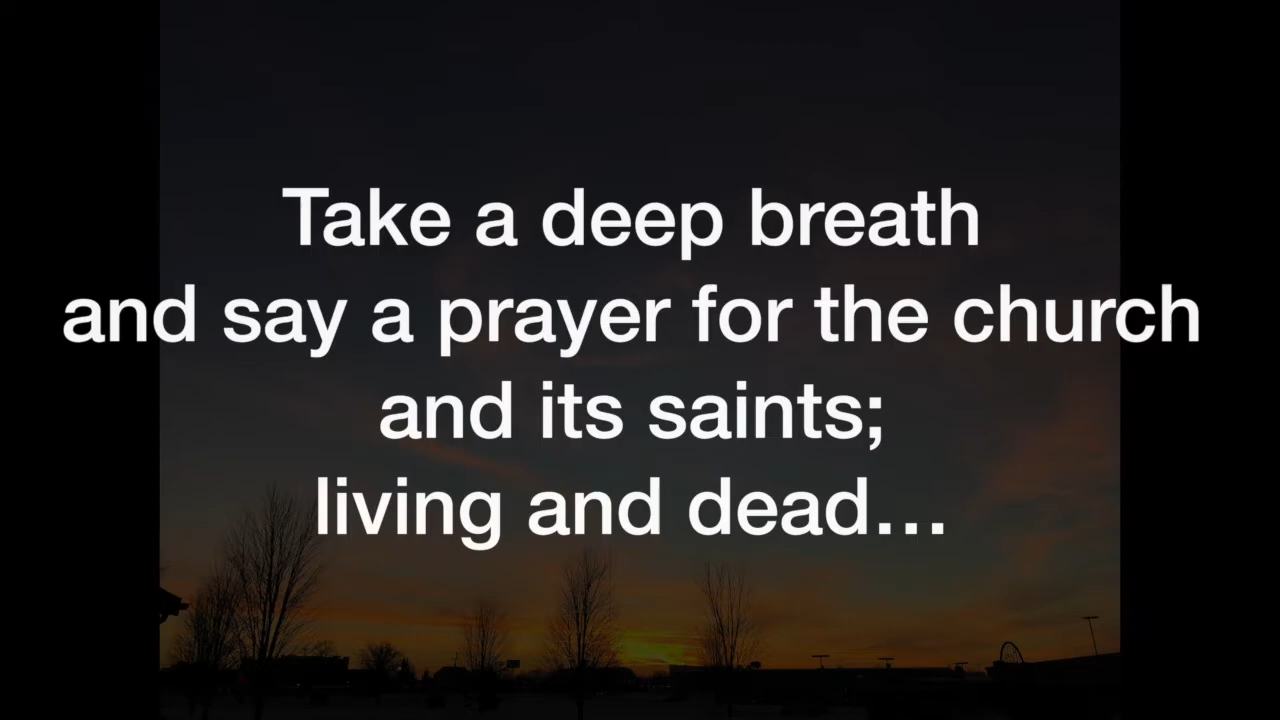 Take a deep breath
and say a prayer for the church
and its saints;
living and dead…